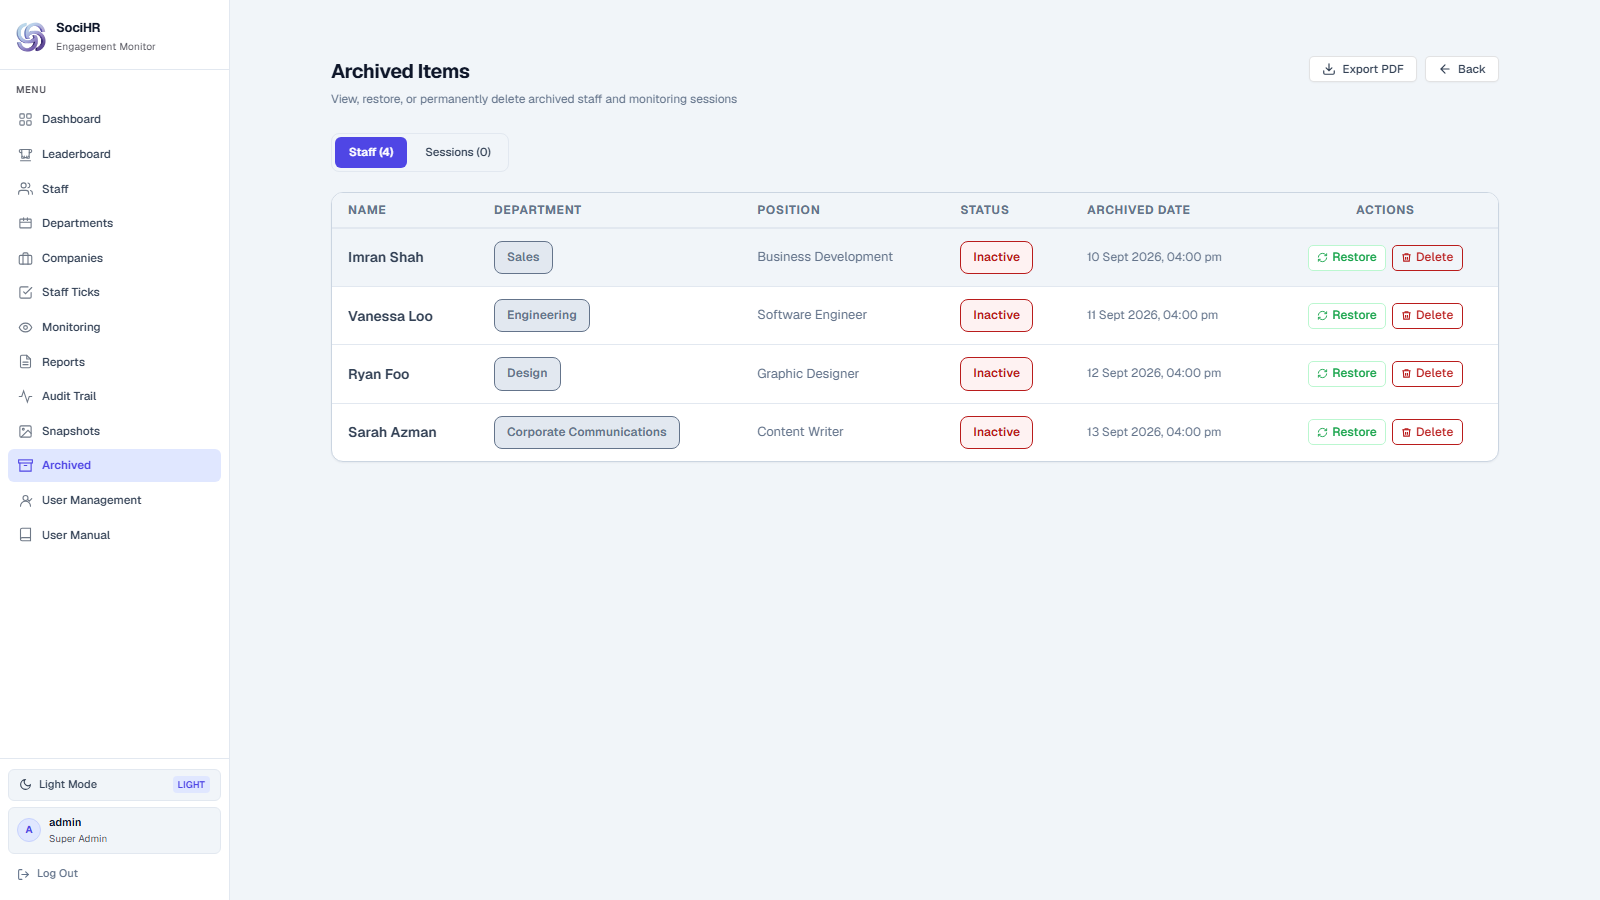 SociHR
Engagement Monitor
MENU
Dashboard
Leaderboard
Staff
Departments
Companies
Staff Ticks
Monitoring
Reports
Audit Trail
Snapshots
Archived
User Management
User Manual
Light Mode LIGHT
A
admin
Super Admin
Log Out
Archived Items
View, restore, or permanently delete archived staff and monitoring sessions
Export PDF
Back
Staff (4) Sessions (0)
NAME DEPARTMENT POSITION STATUS ARCHIVED DATE ACTIONS
Imran Shah Sales Business Development Inactive 10 Sept 2026, 04:00 pm Restore Delete
Vanessa Loo Engineering Software Engineer Inactive 11 Sept 2026, 04:00 pm Restore Delete
Ryan Foo Design Graphic Designer Inactive 12 Sept 2026, 04:00 pm Restore Delete
Sarah Azman Corporate Communications Content Writer Inactive 13 Sept 2026, 04:00 pm Restore Delete